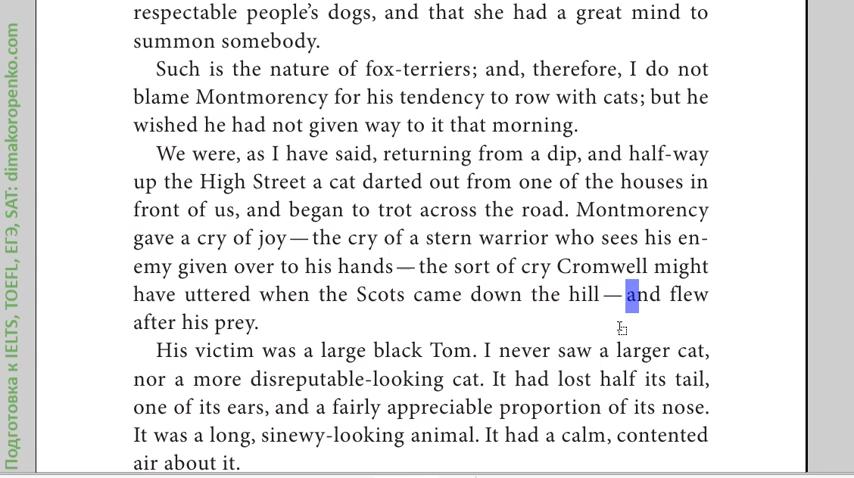 respectable people's dogs, and that she had a great mind to
summon somebody.
Such is the nature of fox-terriers; and, therefore, I do not
blame Montmorency for his tendency to row with cats; but he
wished he had not given way to it that morning.
We were, as I have said, returning from a dip, and half-way
up the High Street a cat darted out from one of the houses in
front of us, and began to trot across the road. Montmorency
gave a cry of joy — the cry of a stern warrior who sees his en-
emy given over to his hands — the sort of cry Cromwell might
have uttered when the Scots came down the hill — and flew
after his prey.
His victim was a large black Tom. I never saw a larger cat,
nor a more disreputable-looking cat. It had lost half its tail,
one of its ears, and a fairly appreciable proportion of its nose.
It was a long, sinewy-looking animal. It had a calm, contented
air about it.
Подготовка к IELTS, TOEFL, ЕГЭ, SAT: dimakoropenko.com